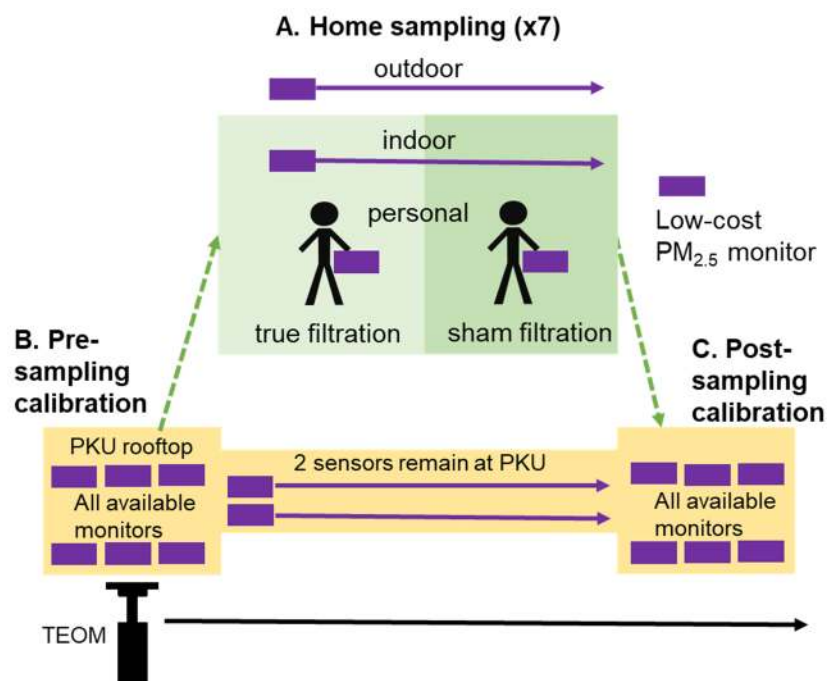 A. Home sampling (x7)
outdoor
indoor
personal
true filtration
sham filtration
Low-cost
PM₂.₅ monitor
B. Pre-
sampling
calibration
PKU rooftop
All available
monitors
2 sensors remain at PKU
C. Post-
sampling
calibration
All available
monitors
TEOM